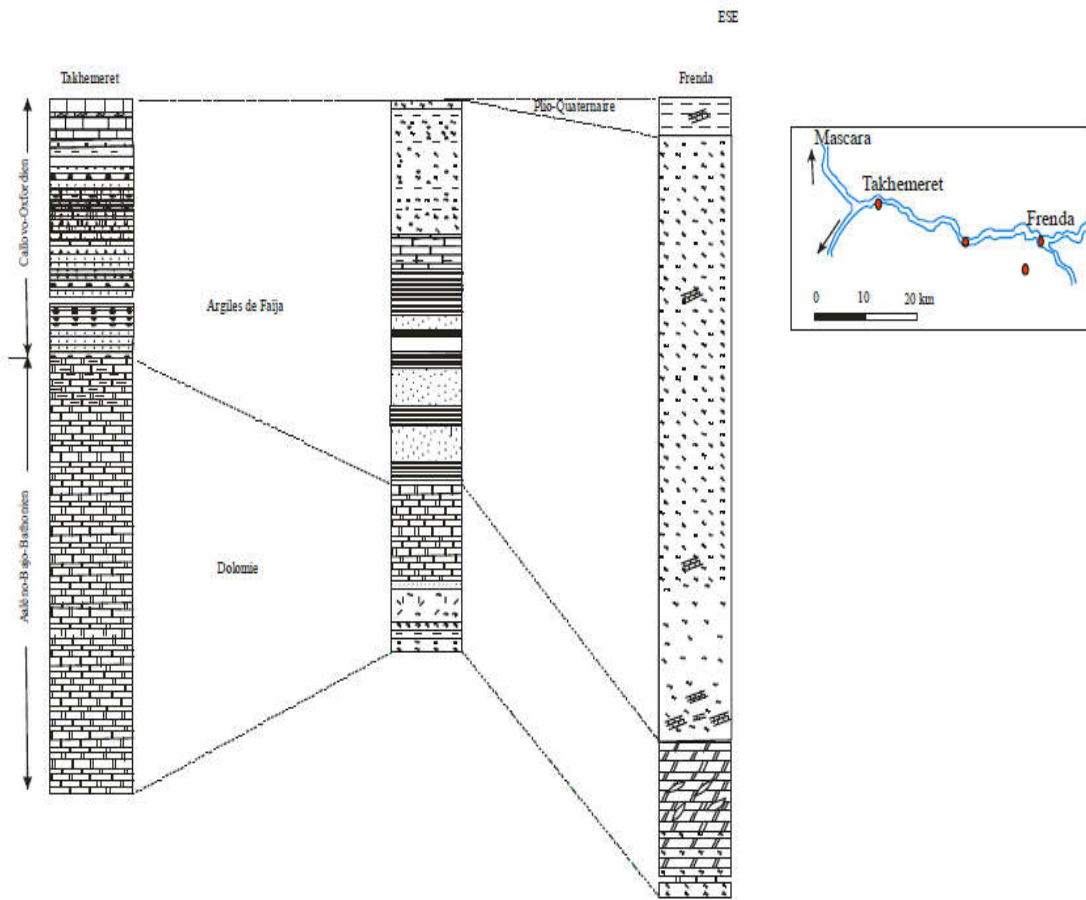 ESE
Takhemeret
Frenda
Plio-Quaternaire
Mascara
Takhemeret
Frenda
0 10 20 km
Callovo-Oxfordien
Argiles de Faïja
Aaléno-Bajo-Bathonien
Dolomie